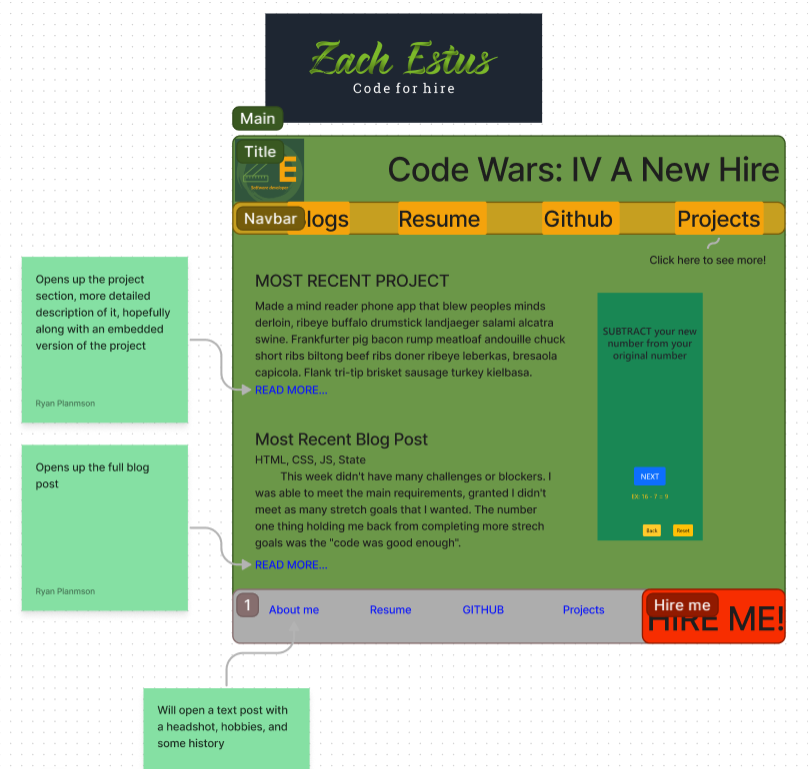 Zach Estus
Code for hire
Main
Title
E
Software developer
Code Wars: IV A New Hire
Navbar
logs
Resume
Github
Projects
Click here to see more!
Opens up the project
section, more detailed
description of it, hopefully
along with an embedded
version of the project
Ryan Planmson
MOST RECENT PROJECT
Made a mind reader phone app that blew peoples minds
derloin, ribeye buffalo drumstick landjaeger salami alcatra
swine. Frankfurter pig bacon rump meatloaf andouille chuck
short ribs biltong beef ribs doner ribeye leberkas, bresaola
capicola. Flank tri-tip brisket sausage turkey kielbasa.
READ MORE...
SUBTRACT your new
number from your
original number
NEXT
EX: 16 - 7 = 9
Back
Reset
Opens up the full blog
post
Ryan Planmson
Most Recent Blog Post
HTML, CSS, JS, State
This week didn't have many challenges or blockers. I
was able to meet the main requirements, granted I didn't
meet as many stretch goals that I wanted. The number
one thing holding me back from completing more strech
goals was the "code was good enough".
READ MORE...
1
About me
Resume
GITHUB
Projects
Hire me
HIRE ME!
Will open a text post with
a headshot, hobbies, and
some history